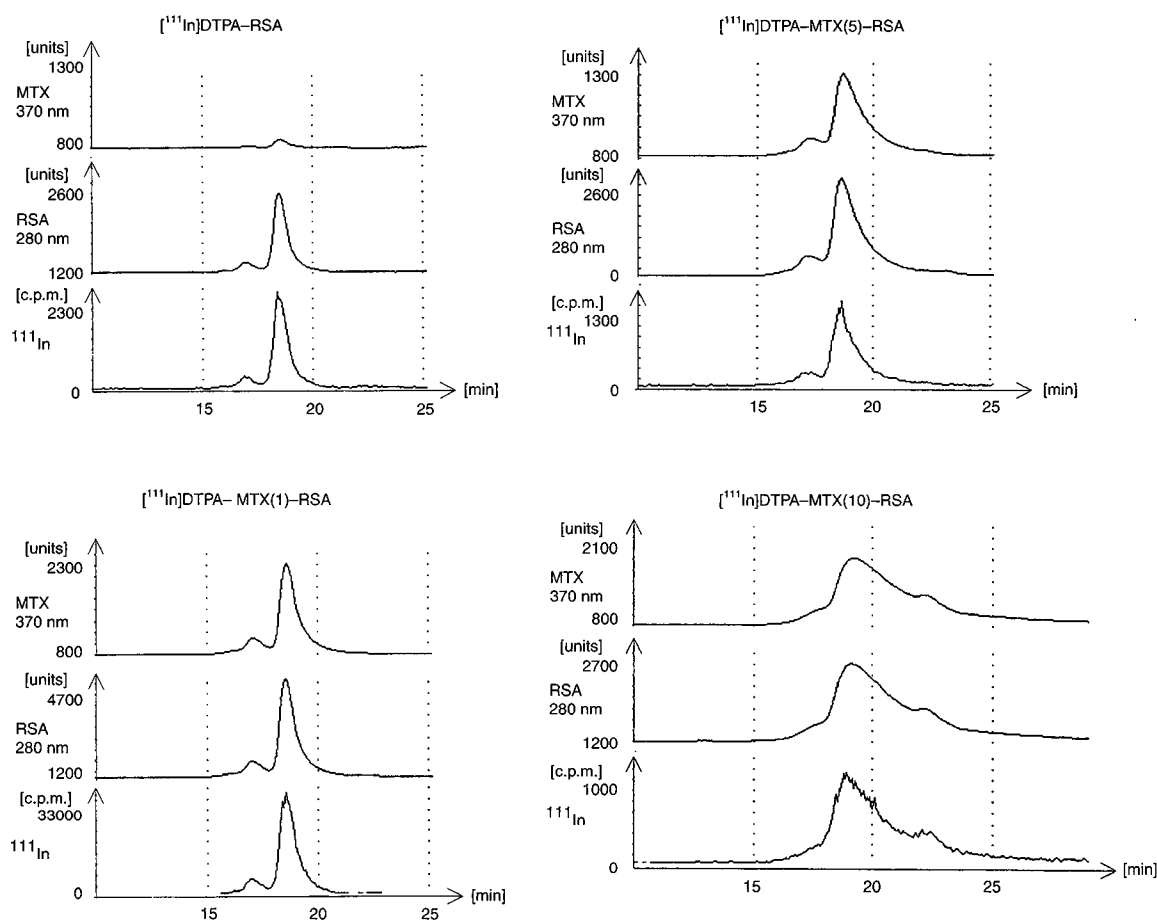 [¹¹¹In}DTPA–RSA
[units]
1300
MTX
370 nm
800
[units]
2600
RSA
280 nm
1200
[c.p.m.]
2300
¹¹¹In
0
15
20
25
[min]
[¹¹¹In}DTPA–MTX(5)–RSA
[units]
1300
MTX
370 nm
800
[units]
2600
RSA
280 nm
0
[c.p.m.]
1300
¹¹¹In
0
15
20
25
[min]
[¹¹¹In}DTPA– MTX(1)–RSA
[units}
2300
MTX
370 nm
800
[units]
4700
RSA
280 nm
1200
[c.p.m.]
33000
¹¹¹In
0
15
20
25
{min]
[¹¹¹In}DTPA–MTX(10)–RSA
[units]
2100
MTX
370 nm
800
[units]
2700
RSA
280 nm
1200
[c.p.m.]
1000
¹¹¹In
0
15
20
25
[min]